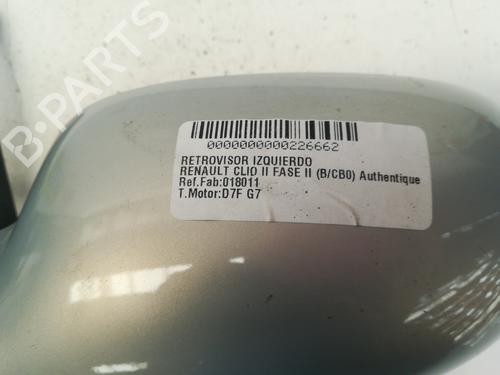 B-PARTS
0000000000226662
RETROVISOR IZQUIERDO
RENAULT CLIO II FASE II (B/CB0) Authentique
Ref.Fab:018011
T.Motor:D7F G7